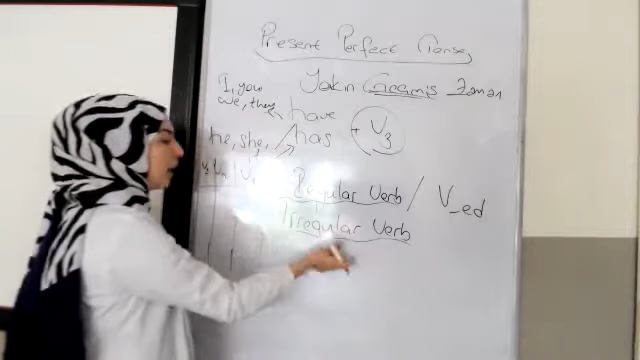 Present Perfect Tense
Yakın Geçmiş Zaman
I, you
we, they have
he, she, has + V3
Regular Verb / V_ed
Irregular Verb